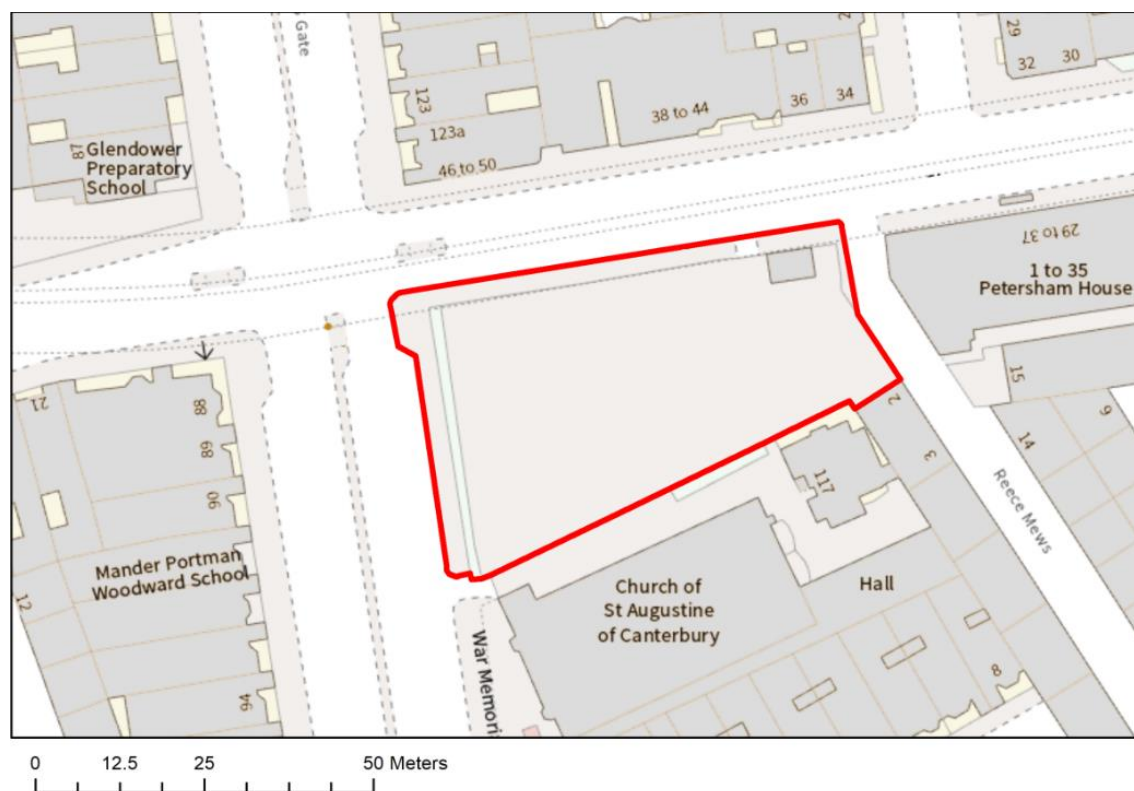 Gate
29
32
30
123
123a
46 to 50
38 to 44
36
34
Glendower
Preparatory
School
87
29 to 37
1 to 35
Petersham House
21
88
89
90
Mander Portman
Woodward School
12
94
2
3
117
15
14
9
Reece Mews
Church of
St Augustine
of Canterbury
Hall
8
War Memori
0
12.5
25
50 Meters